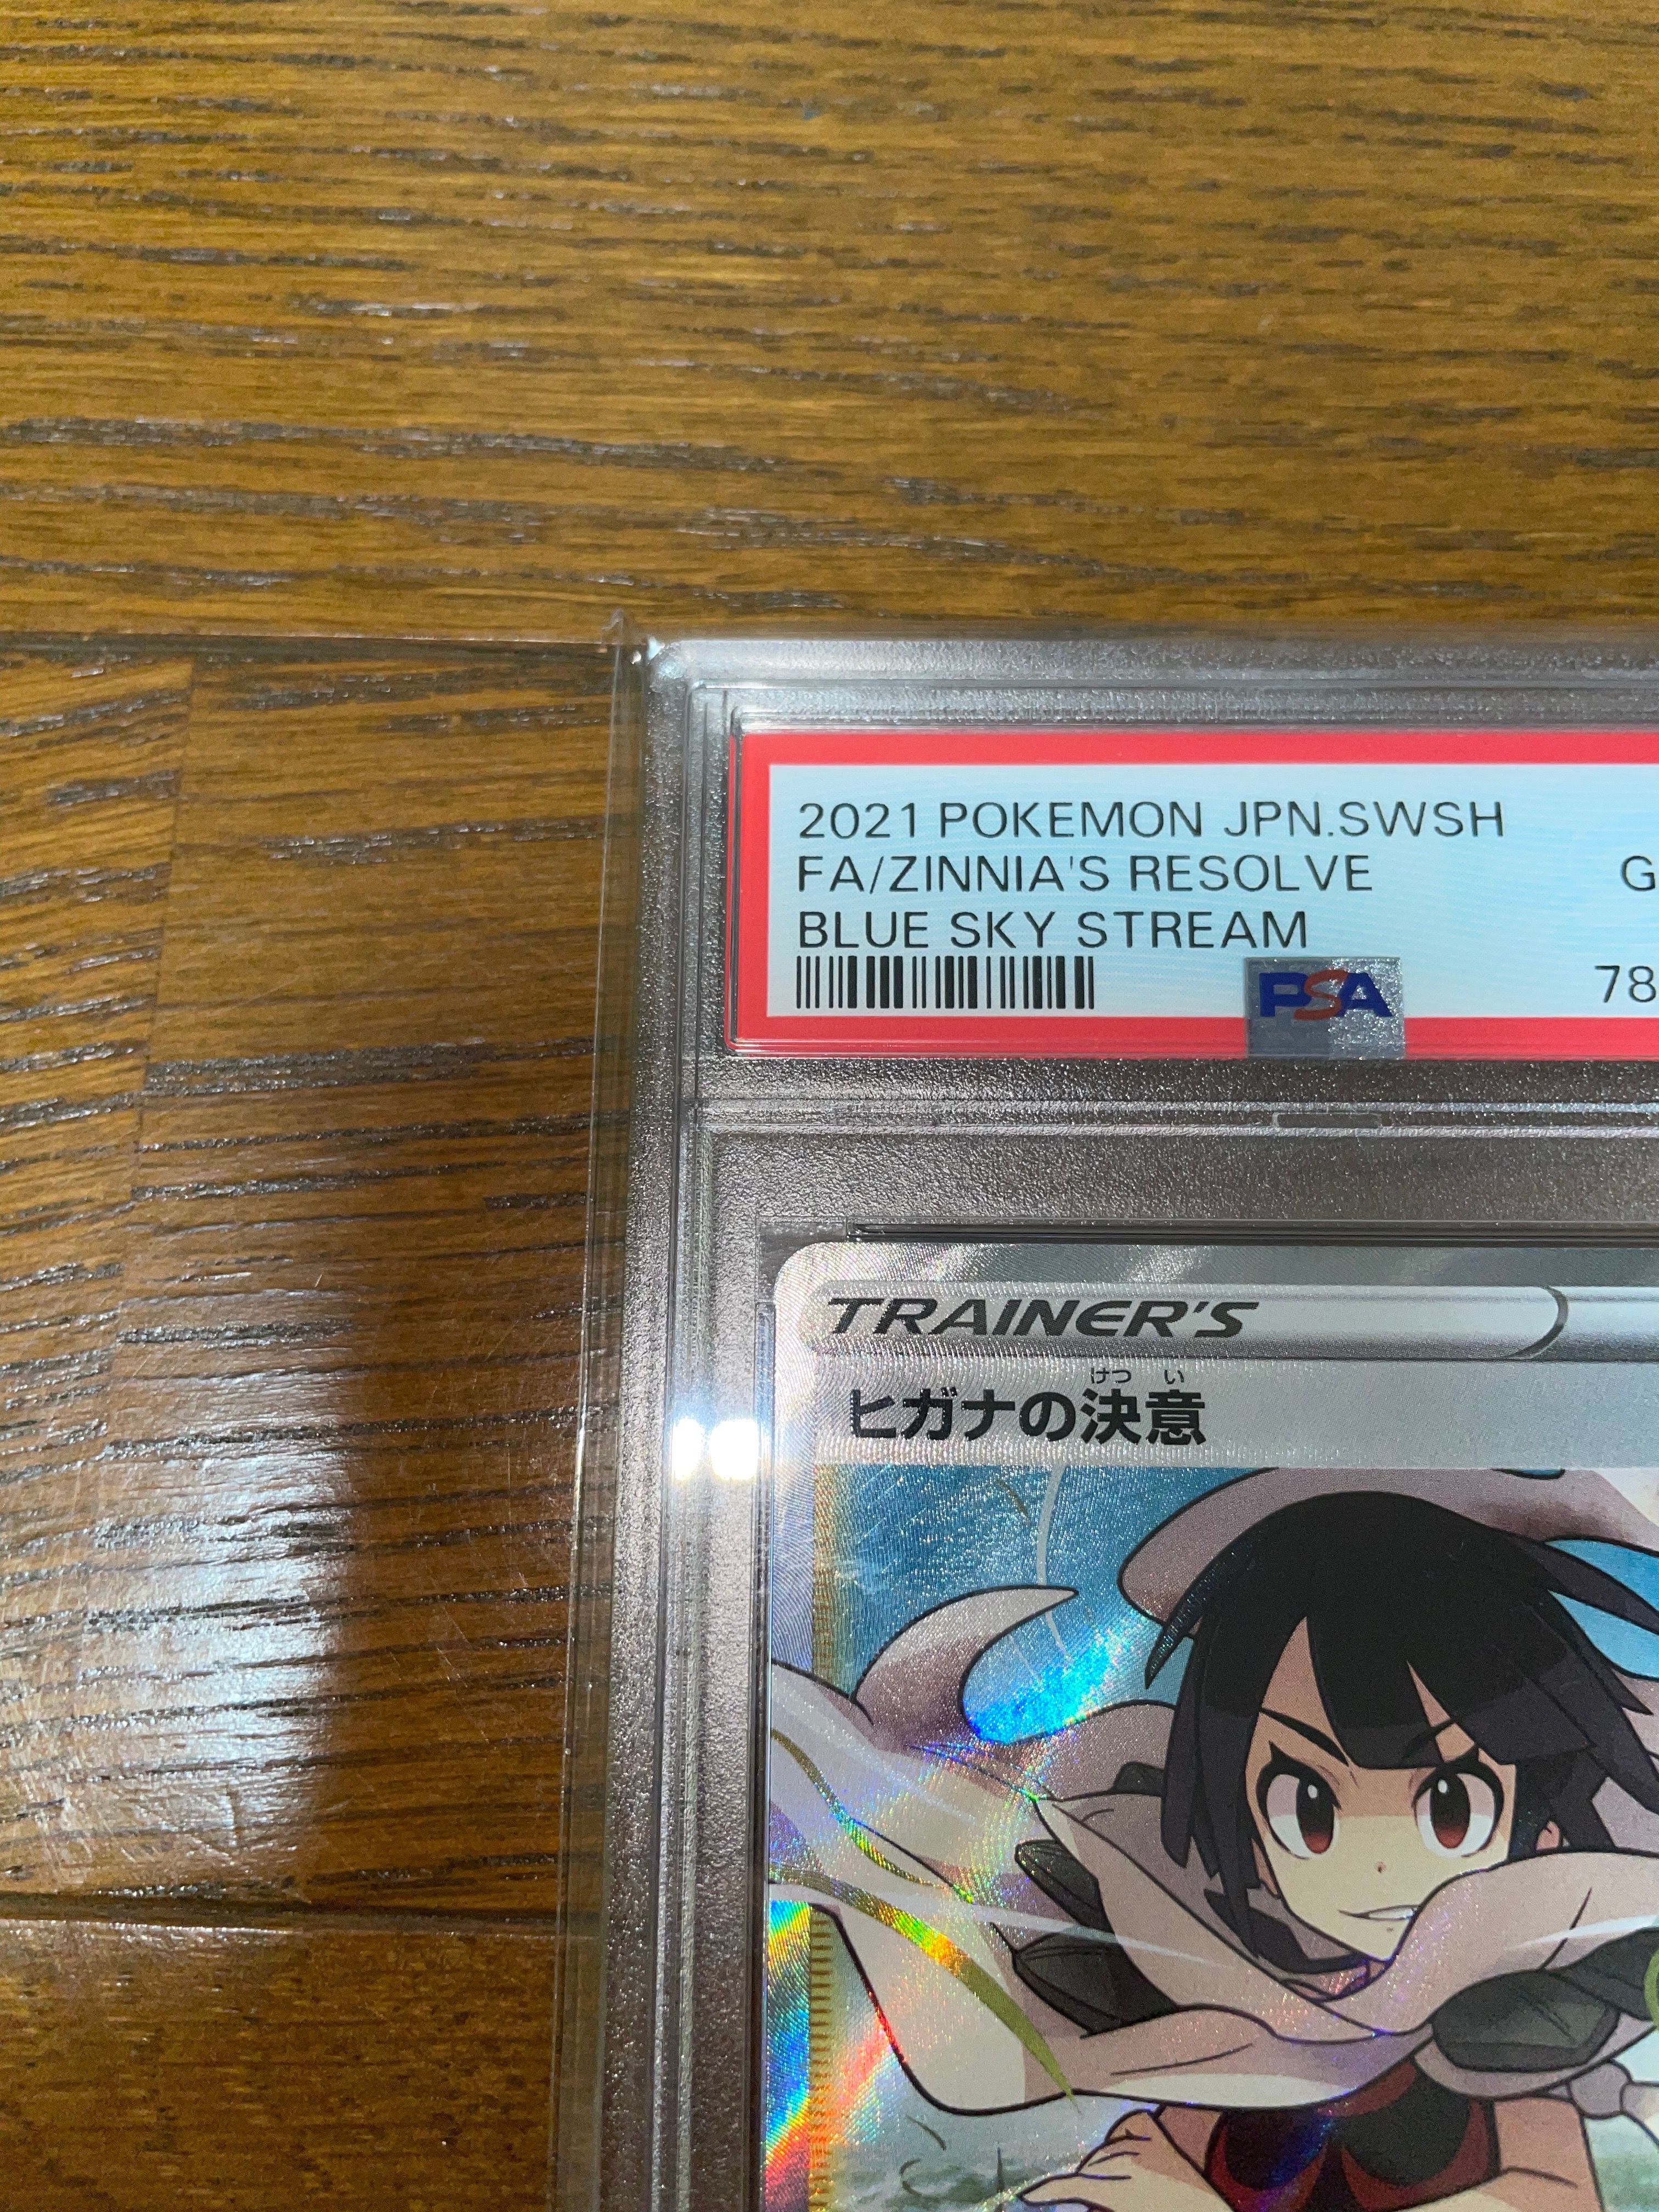 2021 POKEMON JPN.SWSH
FA/ZINNIA'S RESOLVE G
BLUE SKY STREAM
PSA 78
TRAINER'S
けつ い
ヒガナの決意